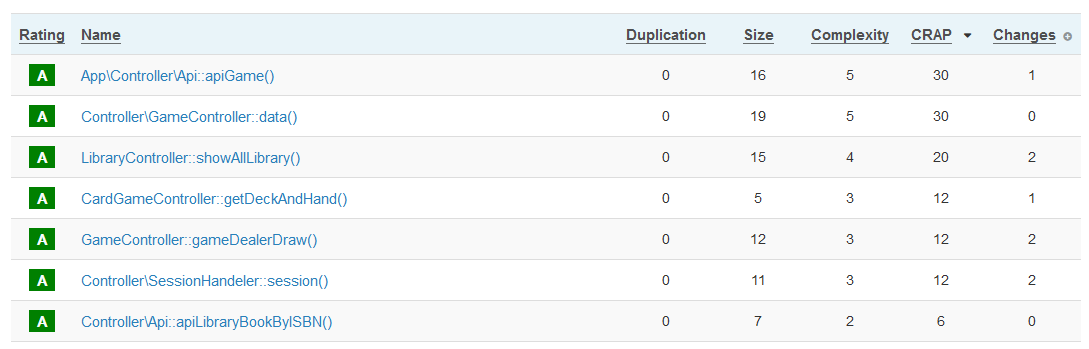 Rating Name Duplication Size Complexity CRAP Changes
A App\Controller\Api::apiGame() 0 16 5 30 1
A Controller\GameController::data() 0 19 5 30 0
A LibraryController::showAllLibrary() 0 15 4 20 2
A CardGameController::getDeckAndHand() 0 5 3 12 1
A GameController::gameDealerDraw() 0 12 3 12 2
A Controller\SessionHandeler::session() 0 11 3 12 2
A Controller\Api::apiLibraryBookByISBN() 0 7 2 6 0